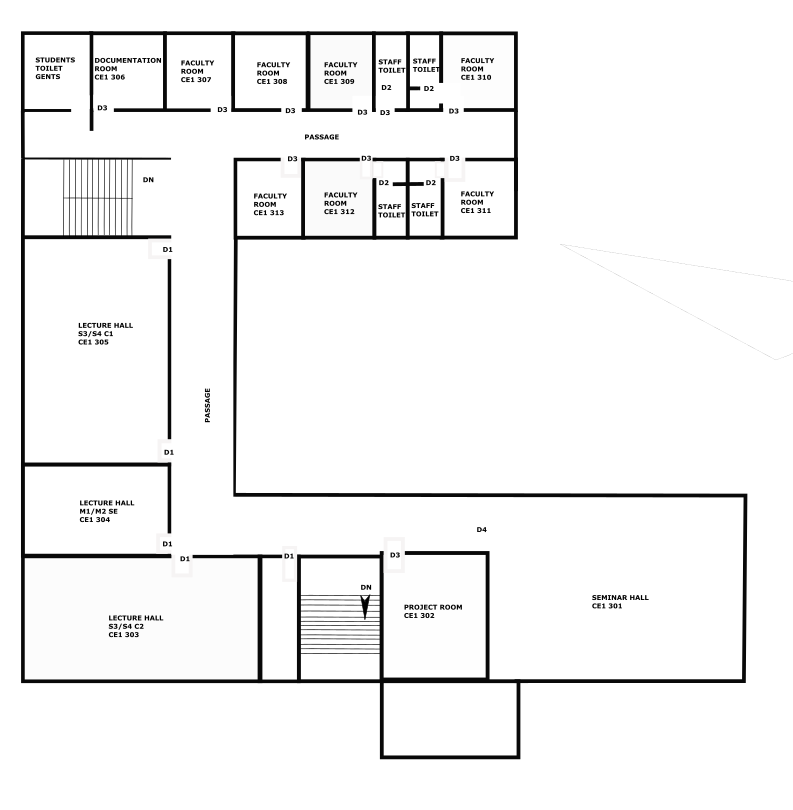 STUDENTS
TOILET
GENTS
DOCUMENTATION
ROOM
CE1 306
FACULTY
ROOM
CE1 307
FACULTY
ROOM
CE1 308
FACULTY
ROOM
CE1 309
STAFF
TOILET
D2
STAFF
TOILET
D2
FACULTY
ROOM
CE1 310
D3
D3
D3
D3
D3
D3
PASSAGE
D3
D3
D3
DN
D2
D2
FACULTY
ROOM
CE1 313
FACULTY
ROOM
CE1 312
STAFF
TOILET
STAFF
TOILET
FACULTY
ROOM
CE1 311
D1
LECTURE HALL
S3/S4 C1
CE1 305
PASSAGE
D1
LECTURE HALL
M1/M2 SE
CE1 304
D1
D1
D1
D3
D4
DN
LECTURE HALL
S3/S4 C2
CE1 303
PROJECT ROOM
CE1 302
SEMINAR HALL
CE1 301